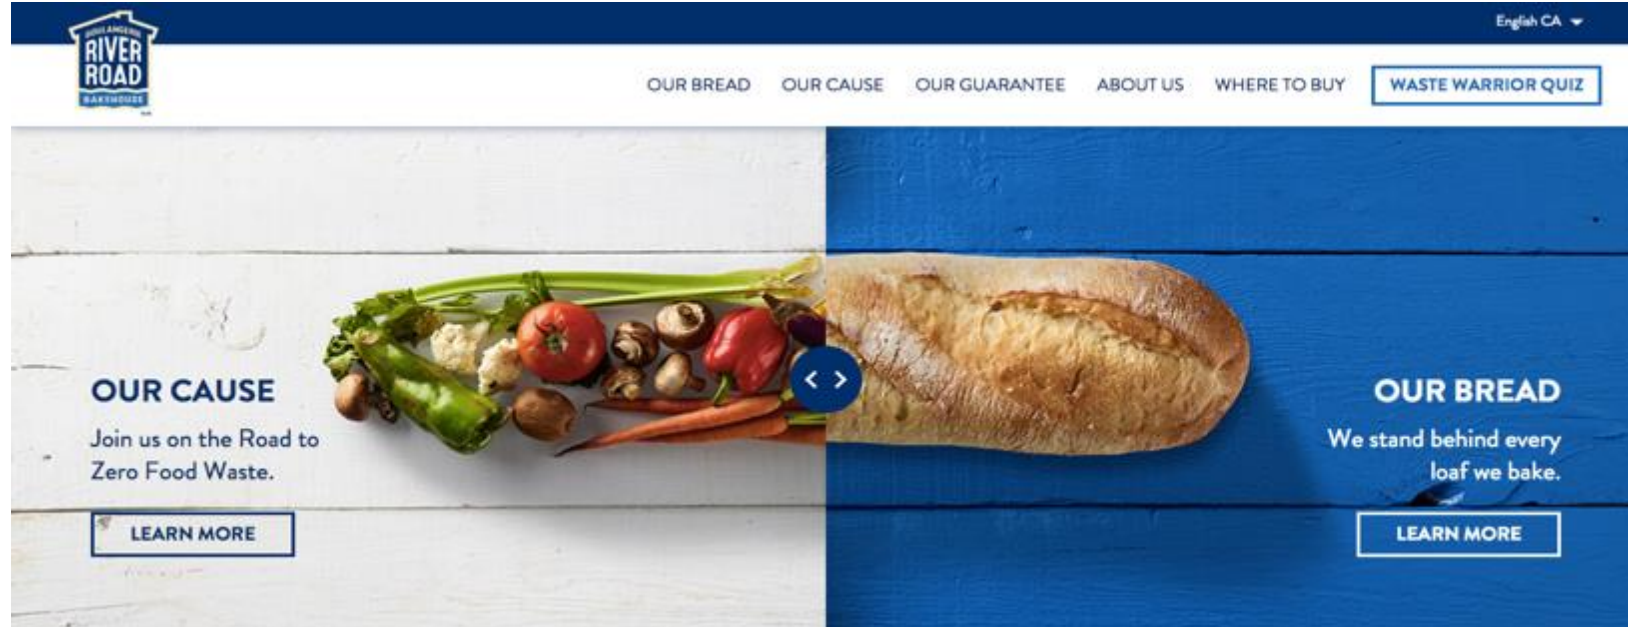 English CA
BOULANGERIE
RIVER
ROAD
BAKEHOUSE
OUR BREAD OUR CAUSE OUR GUARANTEE ABOUT US WHERE TO BUY WASTE WARRIOR QUIZ
OUR CAUSE
Join us on the Road to
Zero Food Waste.
LEARN MORE
OUR BREAD
We stand behind every
loaf we bake.
LEARN MORE